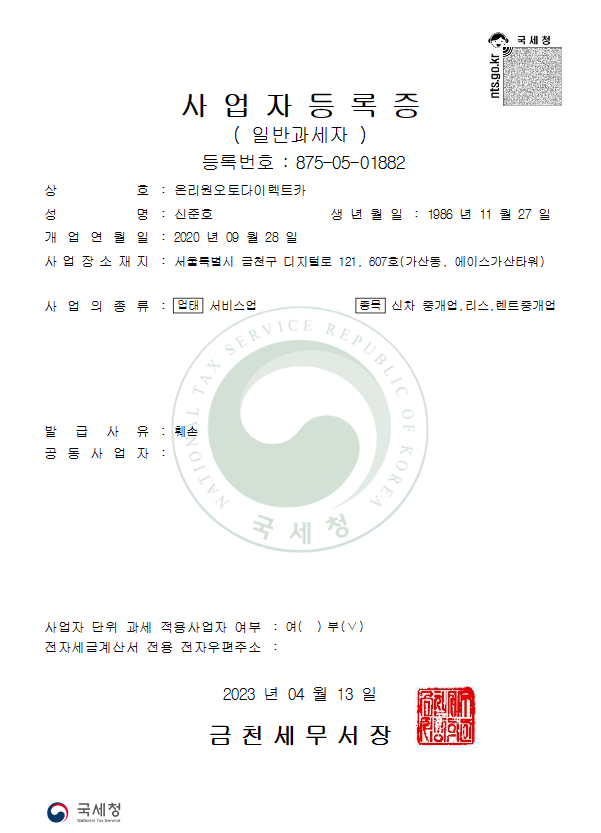 국세청
nts.go.kr
사업자등록증
( 일반과세자 )
등록번호 : 875-05-01882
상 호 : 온리원오토다이렉트카
성 명 : 신준호 생 년 월 일 : 1986 년 11 월 27 일
개 업 연 월 일 : 2020 년 09 월 28 일
사 업 장 소 재 지 : 서울특별시 금천구 디지털로 121, 607호(가산동, 에이스가산타워)
사 업 의 종 류 : 업태 서비스업 종목 신차 중개업,리스,렌트중개업
NATIONAL TAX SERVICE REPUBLIC OF KOREA
발 급 사 유 : 훼손
공 동 사 업 자 :
국세청
사업자 단위 과세 적용사업자 여부 : 여( ) 부(∨)
전자세금계산서 전용 전자우편주소 :
2023 년 04 월 13 일
금천세무서장
국세청
National Tax Service